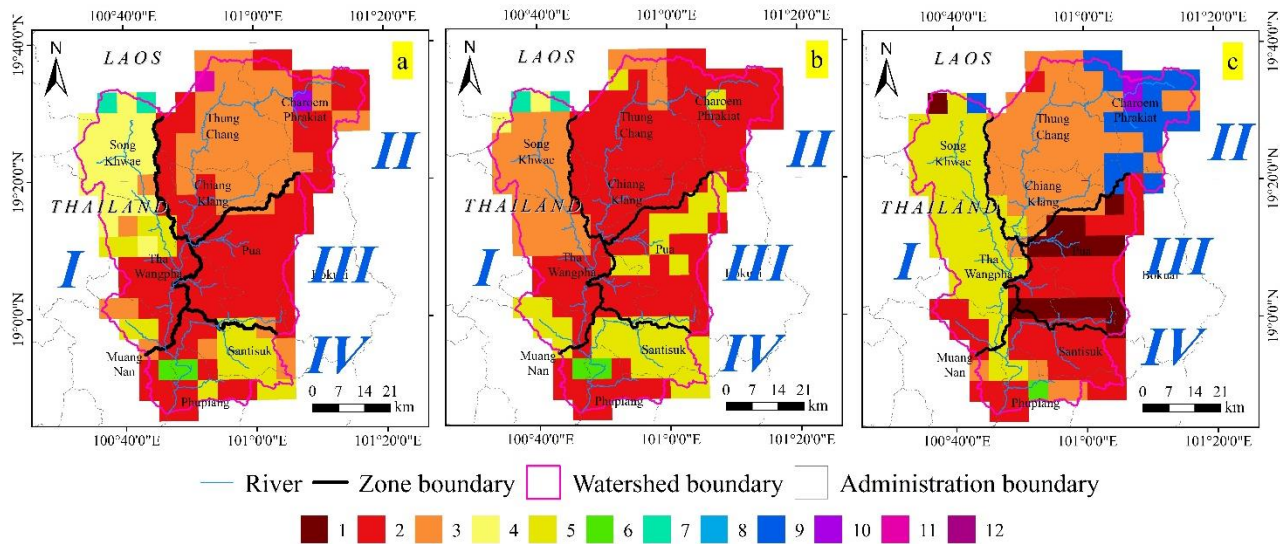 100°40'0"E 101°0'0"E 101°20'0"E
100°40'0"E 101°0'0"E 101°20'0"E
100°40'0"E 101°0'0"E 101°20'0"E
19°40'0"N
19°20'0"N
19°0'0"N
N
LAOS
a
Thung
Chang
Charoem
Phrakiat
Song
Khwae
II
Chiang
Klang
THAILAND
I
Pua
III
Tha
Wangpha
Bokuai
IV
Muang
Nan
Santisuk
Phupiang
0 7 14 21
km
N
LAOS
b
Thung
Chang
Charoem
Phrakiat
Song
Khwae
II
Chiang
Klang
THAILAND
I
Pua
III
Tha
Wangpha
Bokuai
IV
Muang
Nan
Santisuk
Phupiang
0 7 14 21
km
N
LAOS
c
Thung
Chang
Charoem
Phrakiat
Song
Khwae
II
Chiang
Klang
THAILAND
I
Pua
III
Tha
Wangpha
Bokuai
IV
Muang
Nan
Santisuk
Phupiang
0 7 14 21
km
19°40'0"N
19°20'0"N
19°0'0"N
100°40'0"E 101°0'0"E 101°20'0"E
100°40'0"E 101°0'0"E 101°20'0"E
100°40'0"E 101°0'0"E 101°20'0"E
River Zone boundary Watershed boundary Administration boundary
1 2 3 4 5 6 7 8 9 10 11 12